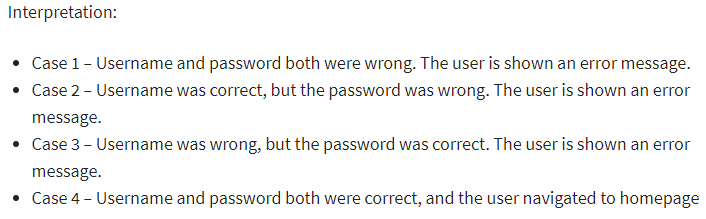 Interpretation:
• Case 1 – Username and password both were wrong. The user is shown an error message.
• Case 2 – Username was correct, but the password was wrong. The user is shown an error
message.
• Case 3 – Username was wrong, but the password was correct. The user is shown an error
message.
• Case 4 – Username and password both were correct, and the user navigated to homepage